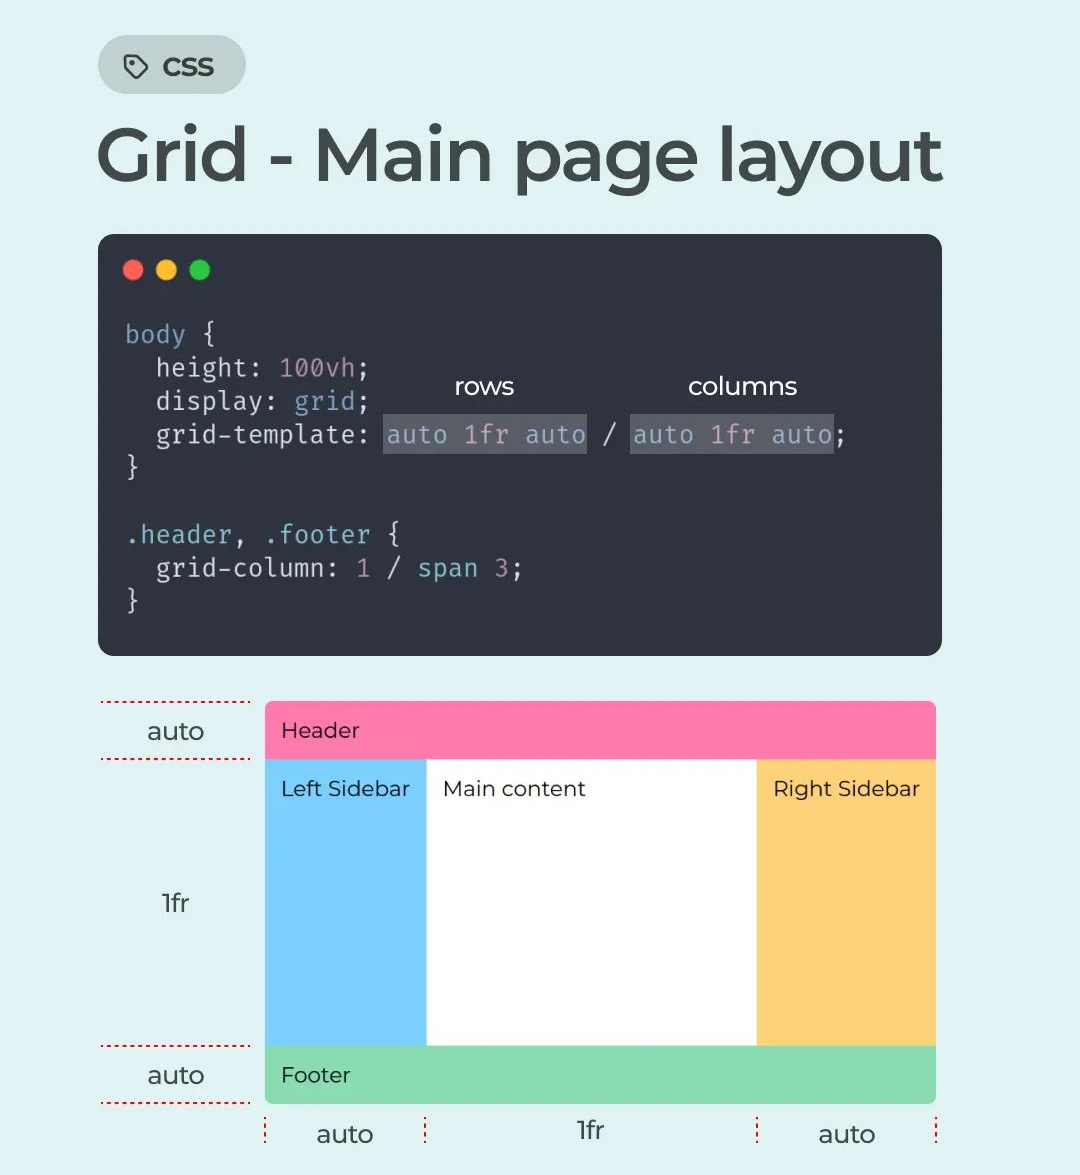 CSS
Grid - Main page layout
body {
height: 100vh;
rows columns
display: grid;
grid-template: auto 1fr auto / auto 1fr auto;
}
.header, .footer {
grid-column: 1 / span 3;
}
auto
Header
Left Sidebar Main content Right Sidebar
1fr
auto
Footer
auto 1fr auto